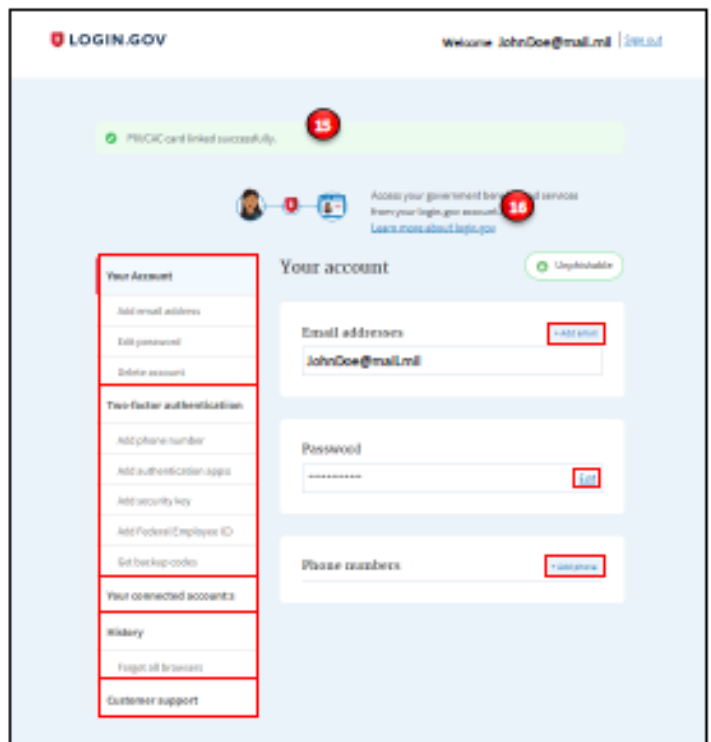 LOGIN.GOV
Welcome JohnDoe@mail.mil | Sign out
15
PIV/CAC card linked successfully.
Access your government and services
16
from your login.gov account.
Learn more about login.gov
Your Account
Add email address
Edit password
Delete account
Two-factor authentication
Add phone number
Add authentication apps
Add security key
Add Federal Employee ID
Get backup codes
Your connected accounts
History
Forget all browsers
Customer support
Your account
Unphishable
Email addresses
+ Add email
JohnDoe@mail.mil
Password
---------
Edit
Phone numbers
+ Add phone